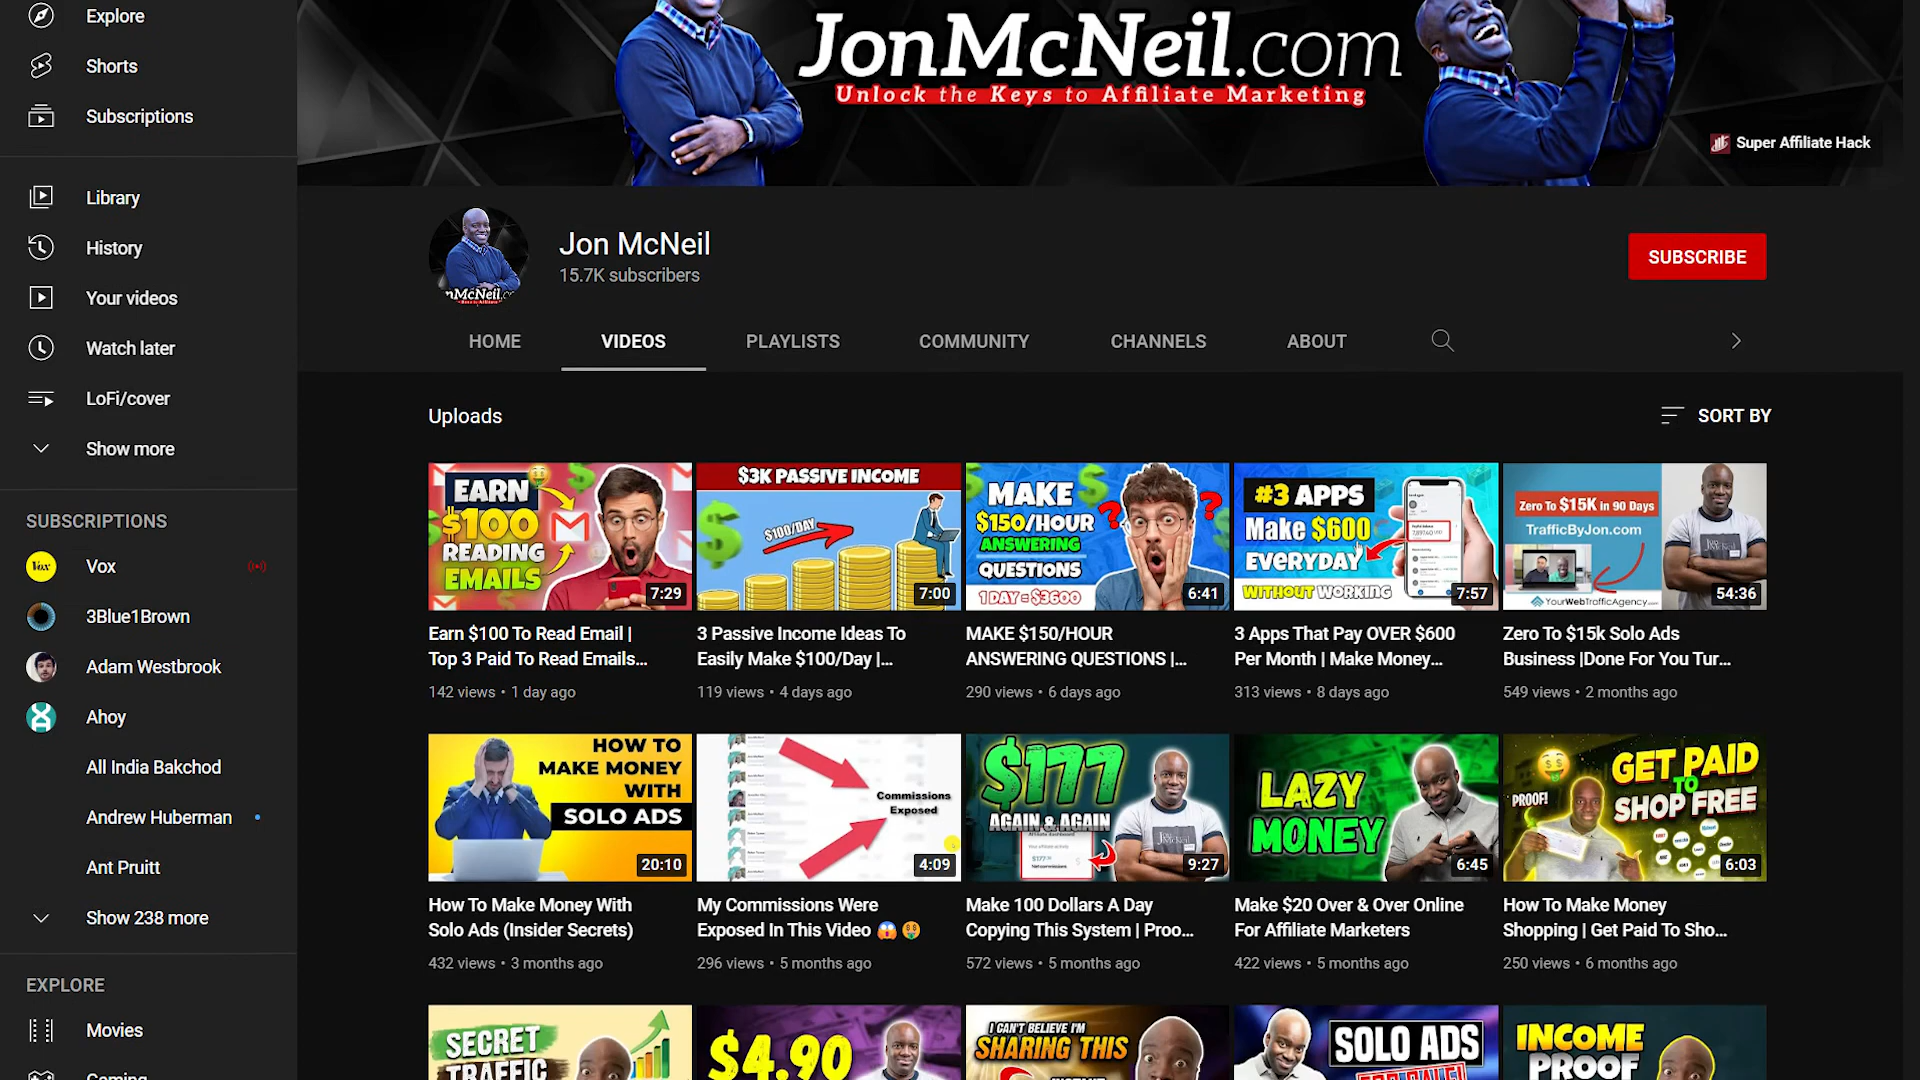 Explore
Shorts
Subscriptions
Library
History
Your videos
Watch later
LoFi/cover
Show more
SUBSCRIPTIONS
Vox
3Blue1Brown
Adam Westbrook
Ahoy
All India Bakchod
Andrew Huberman
Ant Pruitt
Show 238 more
EXPLORE
Movies
Gaming
JonMcNeil.com
Unlock the Keys to Affiliate Marketing
Super Affiliate Hack
Jon McNeil
15.7K subscribers
SUBSCRIBE
HOME VIDEOS PLAYLISTS COMMUNITY CHANNELS ABOUT
Uploads
SORT BY
EARN
$100
READING
EMAILS
7:29
Earn $100 To Read Email |
Top 3 Paid To Read Emails...
142 views • 1 day ago
$3K PASSIVE INCOME
$100/DAY
7:00
3 Passive Income Ideas To
Easily Make $100/Day |...
119 views • 4 days ago
MAKE
$150/HOUR
ANSWERING
QUESTIONS
1 DAY = $3600
6:41
MAKE $150/HOUR
ANSWERING QUESTIONS |...
290 views • 6 days ago
#3 APPS
Make $600
EVERYDAY
WITHOUT WORKING
7:57
3 Apps That Pay OVER $600
Per Month | Make Money...
313 views • 8 days ago
Zero To $15K in 90 Days
TrafficByJon.com
YourWebTrafficAgency.com
54:36
Zero To $15k Solo Ads
Business |Done For You Tur...
549 views • 2 months ago
HOW TO
MAKE MONEY
WITH
SOLO ADS
20:10
How To Make Money With
Solo Ads (Insider Secrets)
432 views • 3 months ago
Commissions
Exposed
4:09
My Commissions Were
Exposed In This Video 😱 🤑
296 views • 5 months ago
$177
AGAIN & AGAIN
9:27
Make 100 Dollars A Day
Copying This System | Proo...
572 views • 5 months ago
LAZY
MONEY
6:45
Make $20 Over & Over Online
For Affiliate Marketers
422 views • 5 months ago
GET PAID
TO
SHOP FREE
PROOF!
6:03
How To Make Money
Shopping | Get Paid To Sho...
250 views • 6 months ago
SECRET
TRAFFIC
$4.90
I CAN'T BELIEVE I'M
SHARING THIS
SOLO ADS
FOR SALE!
INCOME
PROOF